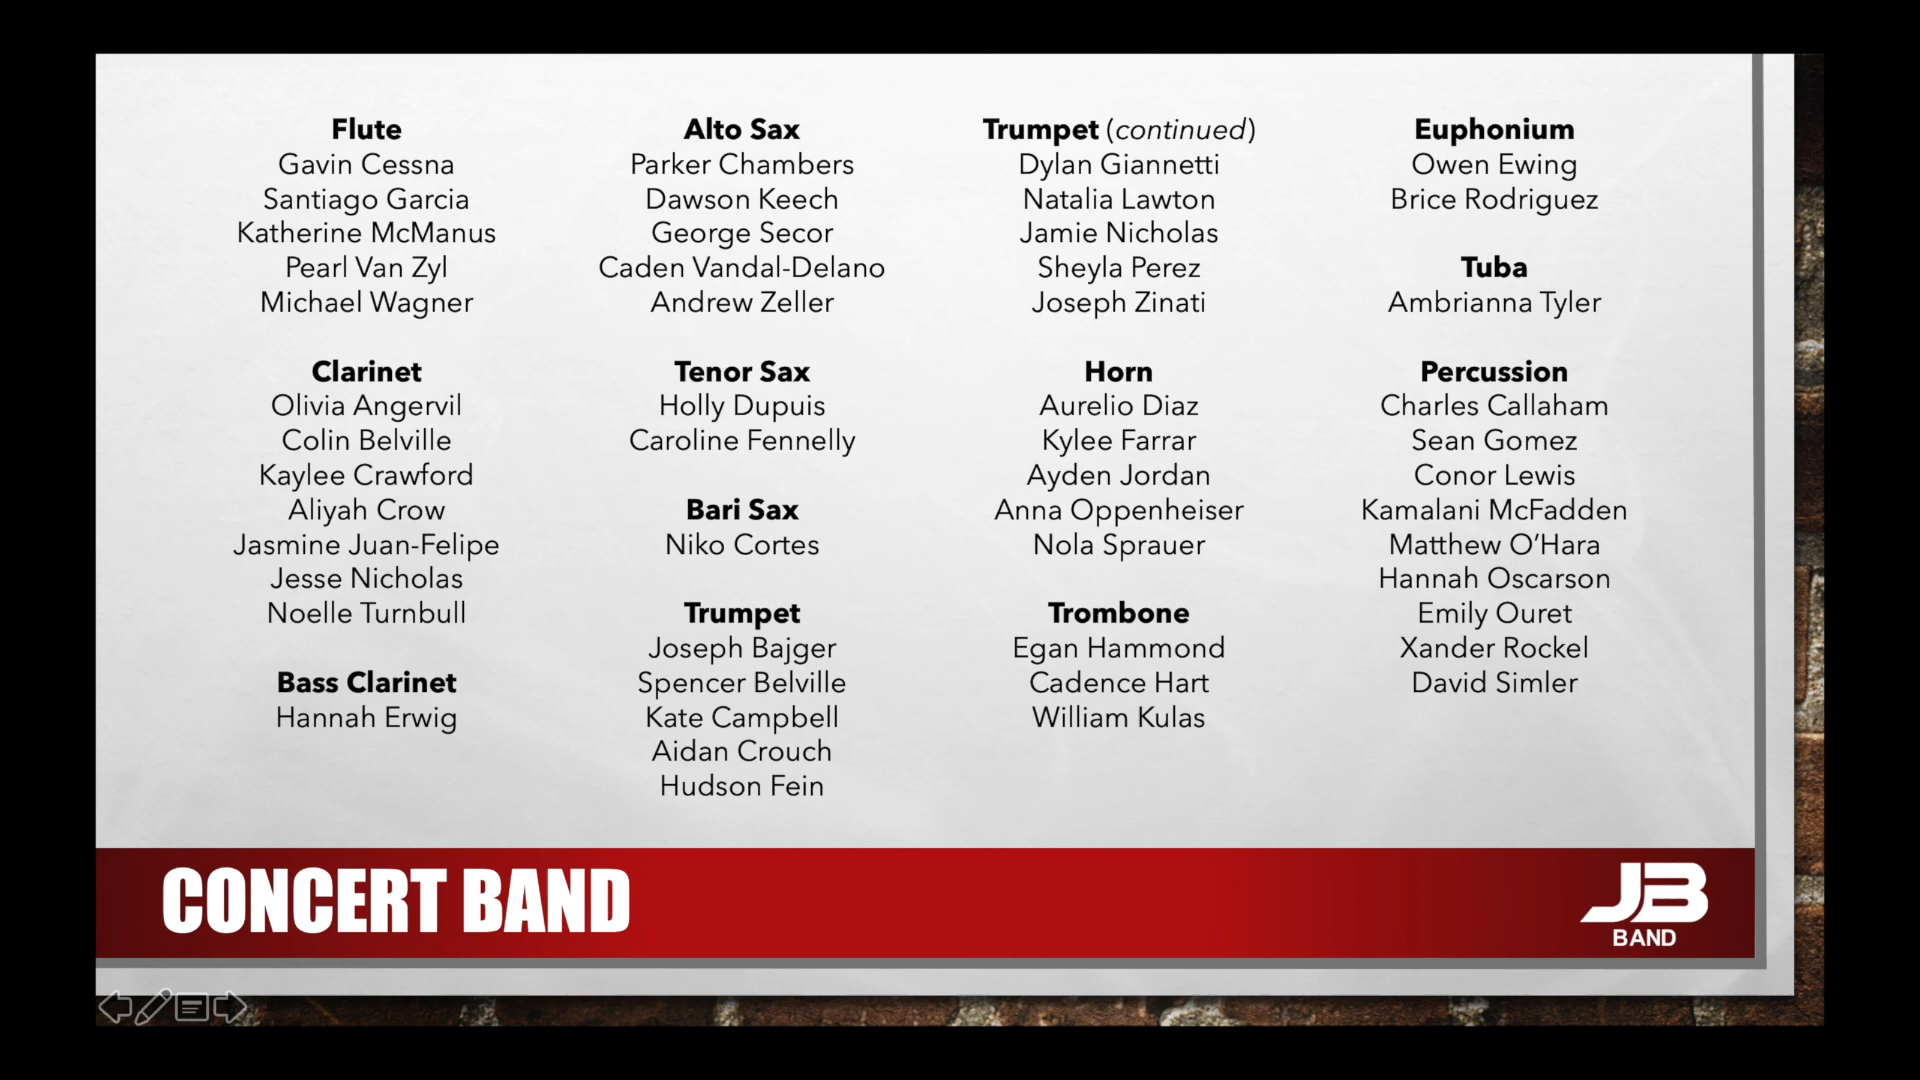 Flute
Gavin Cessna
Santiago Garcia
Katherine McManus
Pearl Van Zyl
Michael Wagner
Clarinet
Olivia Angervil
Colin Belville
Kaylee Crawford
Aliyah Crow
Jasmine Juan-Felipe
Jesse Nicholas
Noelle Turnbull
Bass Clarinet
Hannah Erwig
Alto Sax
Parker Chambers
Dawson Keech
George Secor
Caden Vandal-Delano
Andrew Zeller
Tenor Sax
Holly Dupuis
Caroline Fennelly
Bari Sax
Niko Cortes
Trumpet
Joseph Bajger
Spencer Belville
Kate Campbell
Aidan Crouch
Hudson Fein
Trumpet (continued)
Dylan Giannetti
Natalia Lawton
Jamie Nicholas
Sheyla Perez
Joseph Zinati
Horn
Aurelio Diaz
Kylee Farrar
Ayden Jordan
Anna Oppenheiser
Nola Sprauer
Trombone
Egan Hammond
Cadence Hart
William Kulas
Euphonium
Owen Ewing
Brice Rodriguez
Tuba
Ambrianna Tyler
Percussion
Charles Callaham
Sean Gomez
Conor Lewis
Kamalani McFadden
Matthew O’Hara
Hannah Oscarson
Emily Ouret
Xander Rockel
David Simler
CONCERT BAND
JB
BAND